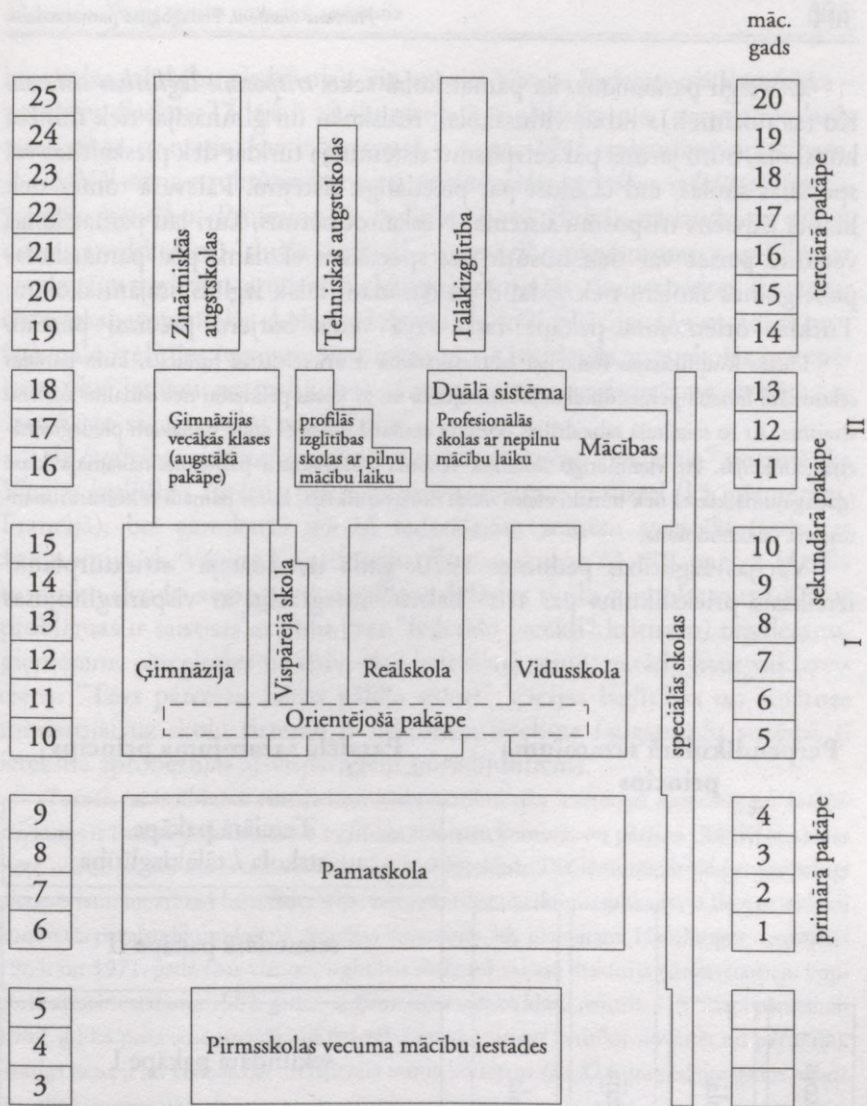 māc.
gads
25
24
23
22
21
20
19
Zinātniskās
augstskolas
Tehniskā augstskola
Tālākizglītība
20
19
18
17
16
15
14
terciārā pakāpe
18
17
16
Duālā sistēma
Ģimnāzijas
vecākās klases
(augstākā
pakāpe)
profilās
izglītības
skolas ar pilnu
mācību laiku
Profesionālās
skolas ar nepilnu
mācību laiku
Mācības
13
12
11
II
15
14
13
12
11
10
Ģimnāzija
Vispārējā skola
Reālskola
Vidusskola
Orientējošā pakāpe
speciālās skolas
10
9
8
7
6
5
sekundārā pakāpe
I
9
8
7
6
Pamatskola
4
3
2
1
primārā pakāpe
5
4
3
Pirmsskolas vecuma mācību iestādes